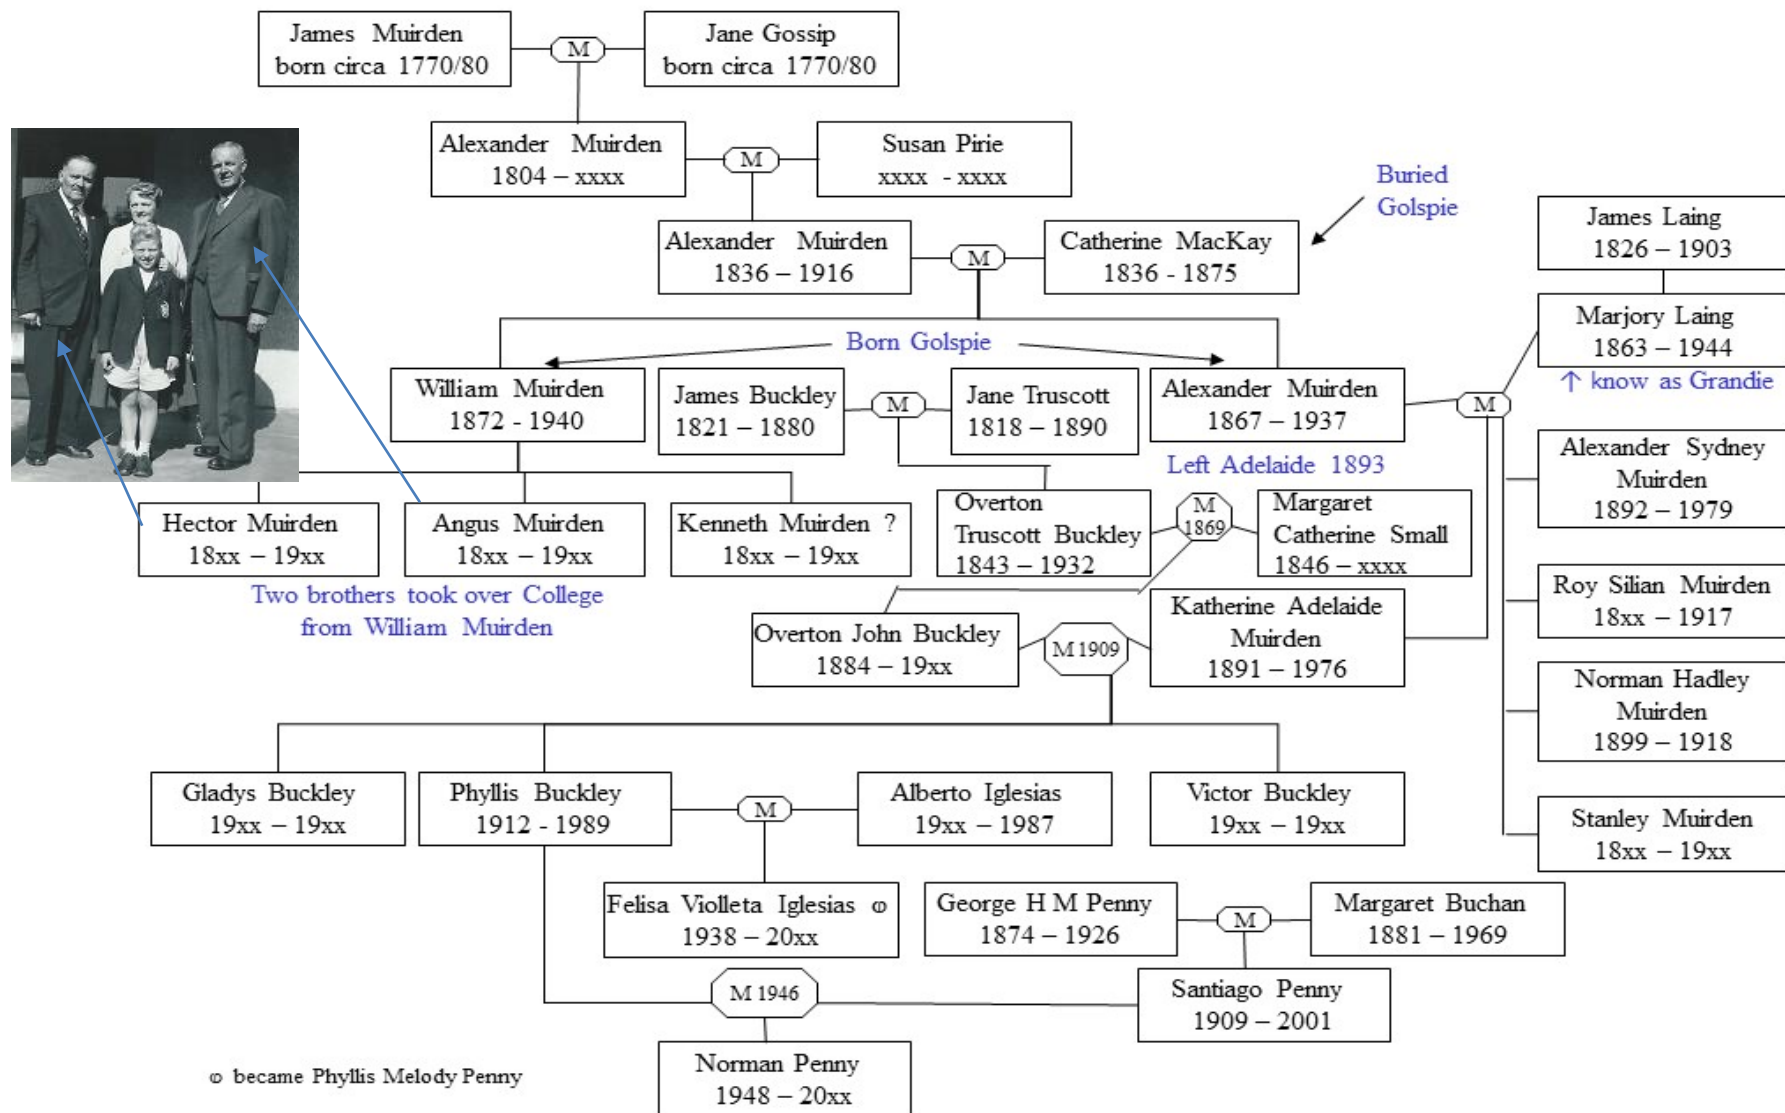 James Muirden
born circa 1770/80
M
Jane Gossip
born circa 1770/80
Alexander Muirden
1804 – xxxx
M
Susan Pirie
xxxx - xxxx
Buried
Golspie
Alexander Muirden
1836 – 1916
M
Catherine MacKay
1836 - 1875
James Laing
1826 – 1903
Marjory Laing
1863 – 1944
↑ know as Grandie
Born Golspie
William Muirden
1872 - 1940
James Buckley
1821 – 1880
M
Jane Truscott
1818 – 1890
Alexander Muirden
1867 – 1937
M
Left Adelaide 1893
Alexander Sydney
Muirden
1892 – 1979
Hector Muirden
18xx – 19xx
Angus Muirden
18xx – 19xx
Kenneth Muirden ?
18xx – 19xx
Two brothers took over College
from William Muirden
Overton
Truscott Buckley
1843 – 1932
M
1869
Margaret
Catherine Small
1846 – xxxx
Roy Silian Muirden
18xx – 1917
Overton John Buckley
1884 – 19xx
M 1909
Katherine Adelaide
Muirden
1891 – 1976
Norman Hadley
Muirden
1899 – 1918
Gladys Buckley
19xx – 19xx
Phyllis Buckley
1912 - 1989
M
Alberto Iglesias
19xx – 1987
Victor Buckley
19xx – 19xx
Stanley Muirden
18xx – 19xx
Felisa Violleta Iglesias ϖ
1938 – 20xx
George H M Penny
1874 – 1926
M
Margaret Buchan
1881 – 1969
M 1946
Santiago Penny
1909 – 2001
Norman Penny
1948 – 20xx
ϖ became Phyllis Melody Penny